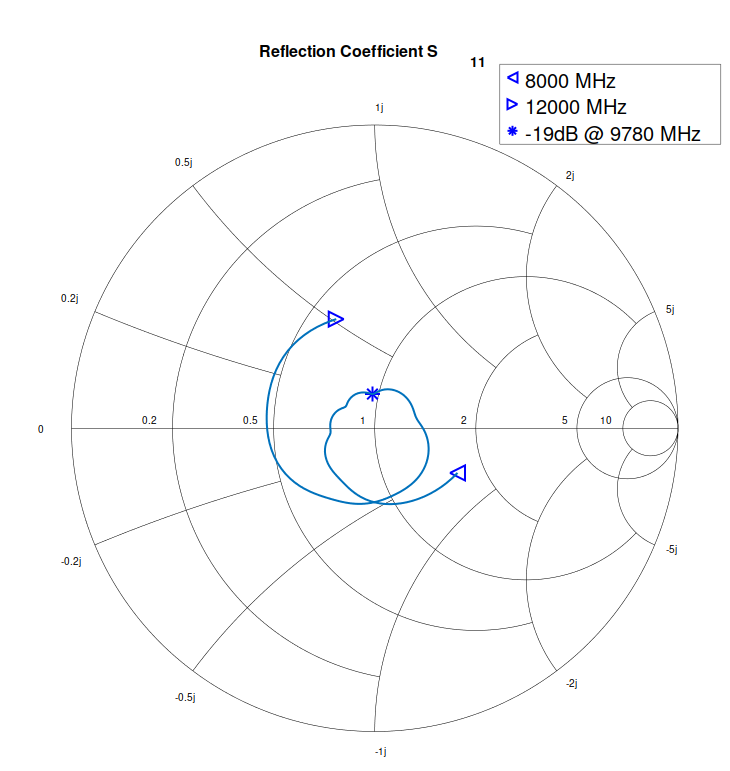 Reflection Coefficient S
11
8000 MHz
12000 MHz
-19dB @ 9780 MHz
1j
0.5j
2j
0.2j
5j
0
0.2
0.5
1
2
5
10
-0.2j
-5j
-0.5j
-2j
-1j